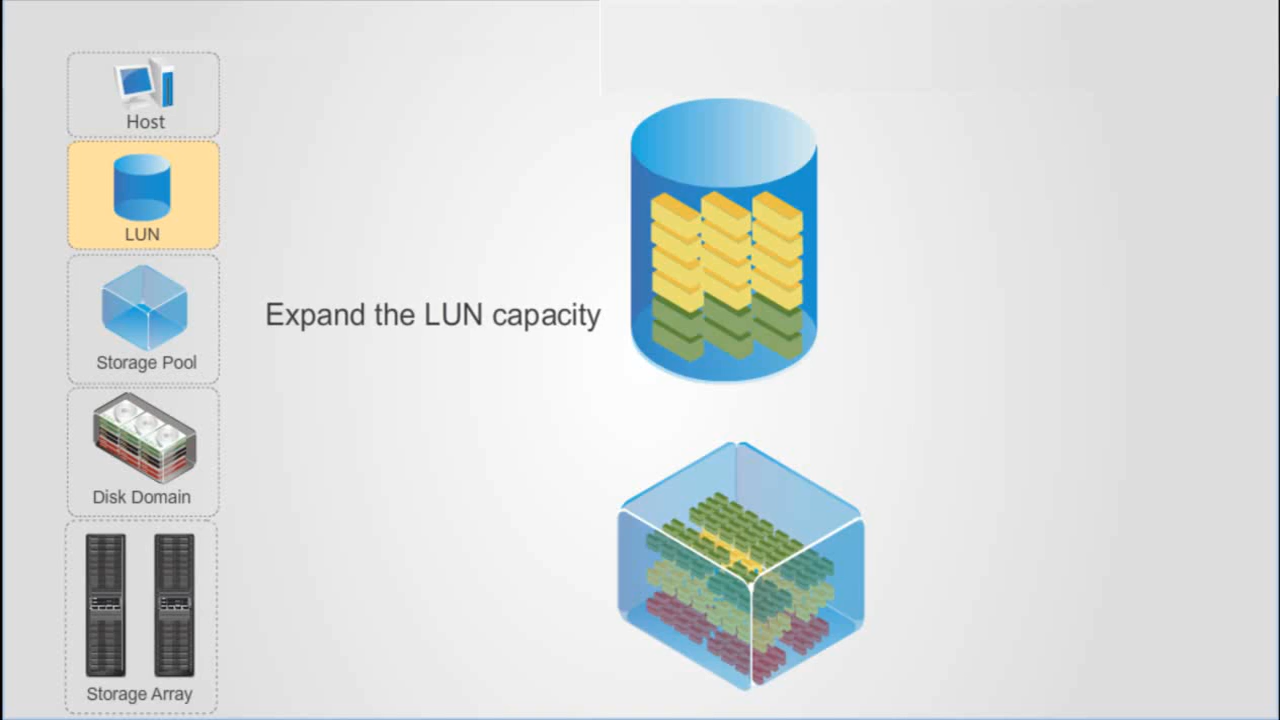 Host
LUN
Expand the LUN capacity
Storage Pool
Disk Domain
Storage Array